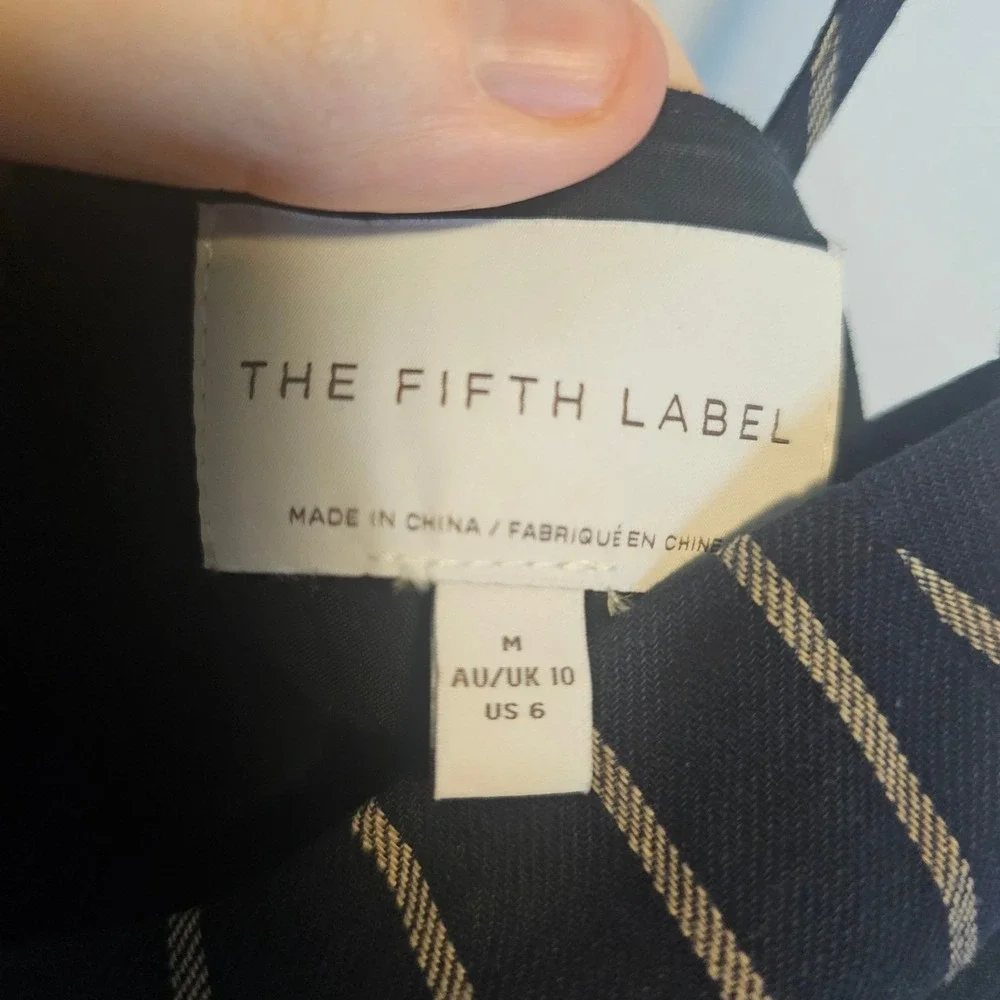 THE FIFTH LABEL
MADE IN CHINA / FABRIQUÉ EN CHINE
M
AU/UK 10
US 6